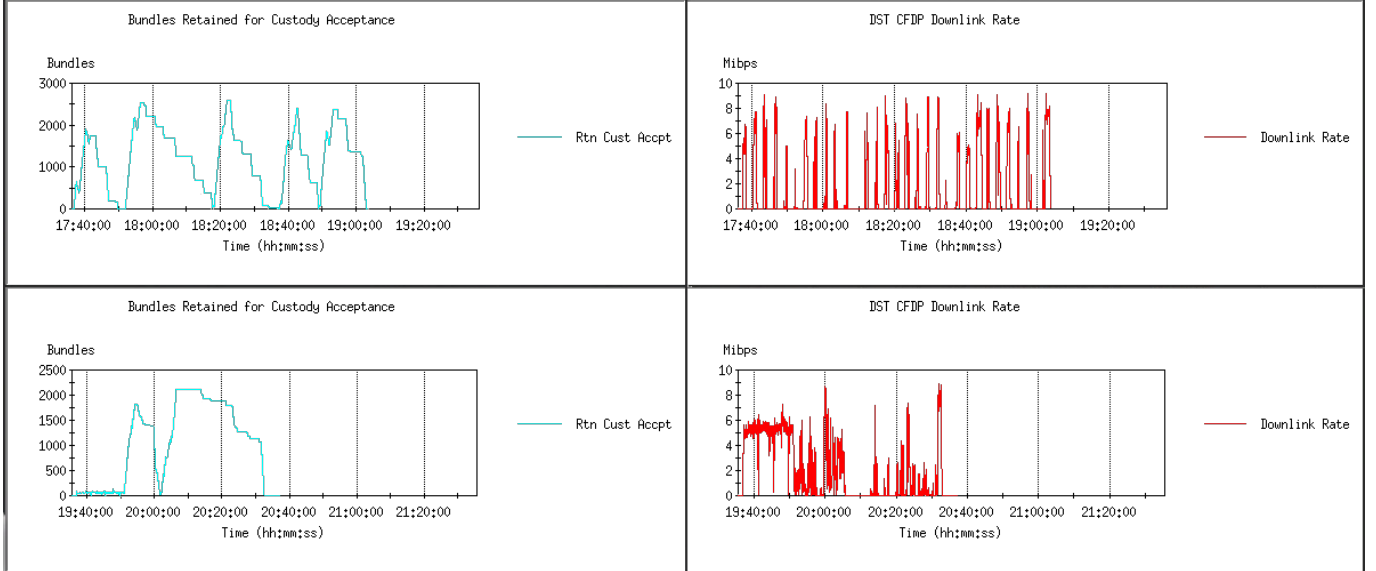 Bundles Retained for Custody Acceptance
Bundles
3000
2000
1000
0
17:40:00 18:00:00 18:20:00 18:40:00 19:00:00 19:20:00
Time (hh:mm:ss)
Rtn Cust Accpt
DST CFDP Downlink Rate
Mibps
10
8
6
4
2
0
17:40:00 18:00:00 18:20:00 18:40:00 19:00:00 19:20:00
Time (hh:mm:ss)
Downlink Rate
Bundles Retained for Custody Acceptance
Bundles
2500
2000
1500
1000
500
0
19:40:00 20:00:00 20:20:00 20:40:00 21:00:00 21:20:00
Time (hh:mm:ss)
Rtn Cust Accpt
DST CFDP Downlink Rate
Mibps
10
8
6
4
2
0
19:40:00 20:00:00 20:20:00 20:40:00 21:00:00 21:20:00
Time (hh:mm:ss)
Downlink Rate